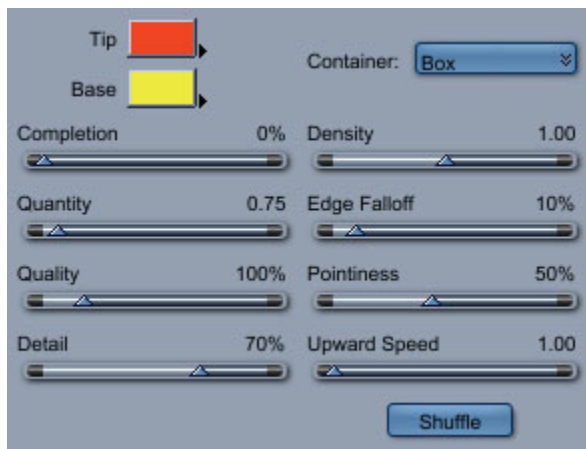 Tip
Container: Box
Base
Completion 0% Density 1.00
Quantity 0.75 Edge Falloff 10%
Quality 100% Pointiness 50%
Detail 70% Upward Speed 1.00
Shuffle